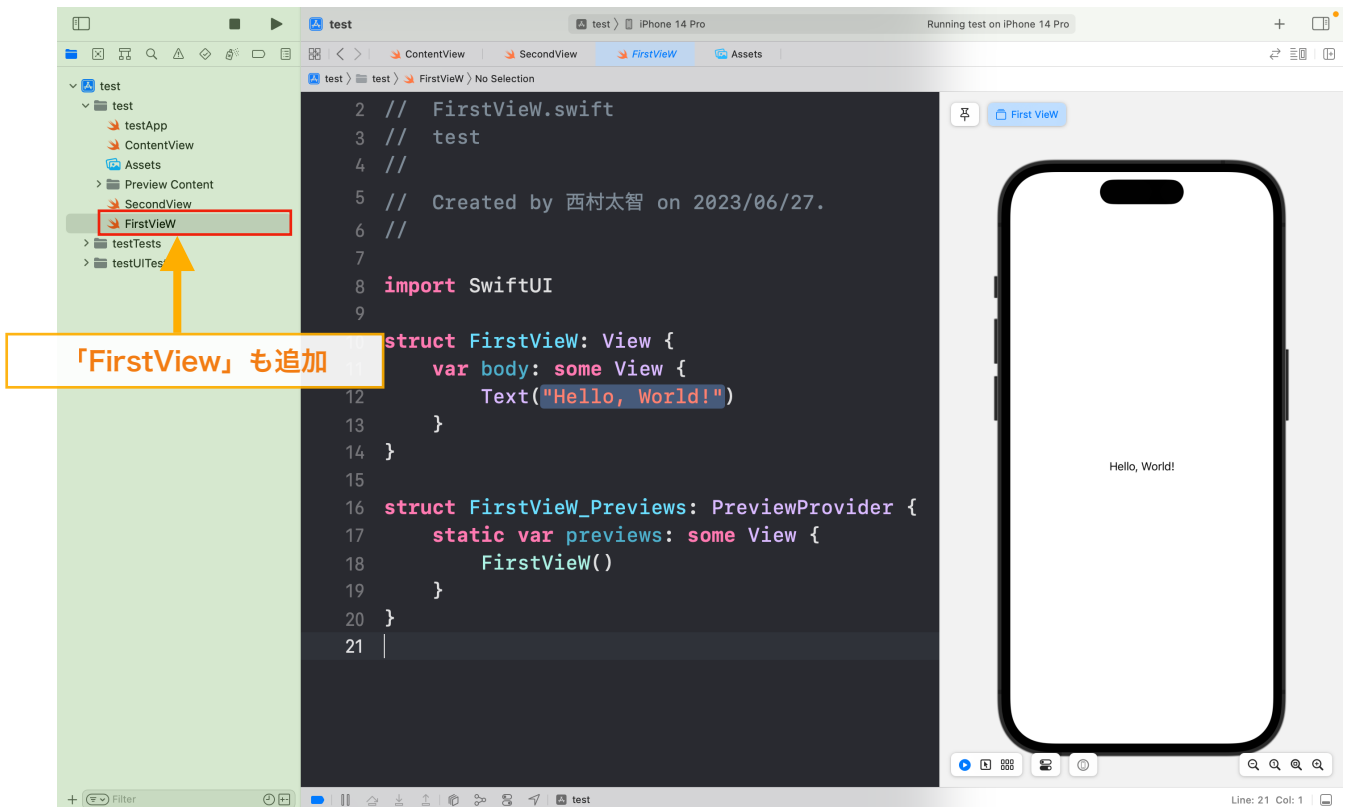 test
test 〉 iPhone 14 Pro
Running test on iPhone 14 Pro
ContentView
SecondView
FirstVieW
Assets
test 〉 test 〉 FirstVieW 〉 No Selection
test
test
testApp
ContentView
Assets
Preview Content
SecondView
FirstVieW
testTests
testUITes
「FirstView」も追加
Filter
2 // FirstVieW.swift
3 // test
4 //
5 // Created by 西村太智 on 2023/06/27.
6 //
7
8 import SwiftUI
9
10 struct FirstVieW: View {
11 var body: some View {
12 Text("Hello, World!")
13 }
14 }
15
16 struct FirstVieW_Previews: PreviewProvider {
17 static var previews: some View {
18 FirstVieW()
19 }
20 }
21
First VieW
Hello, World!
test
Line: 21 Col: 1